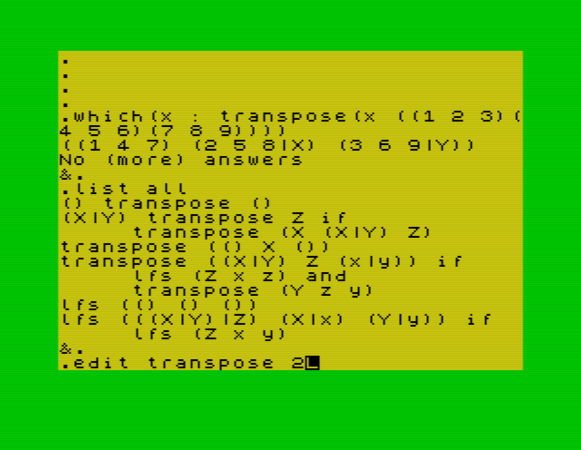 .
.
.
.
.which(x : transpose(x ((1 2 3)(
4 5 6)(7 8 9))))
((1 4 7) (2 5 8|X) (3 6 9|Y))
No (more) answers
&.
.list all
() transpose ()
(X|Y) transpose Z if
transpose (X (X|Y) Z)
transpose (() X ())
transpose ((X|Y) Z (x|y)) if
lfs (Z x z) and
transpose (Y z y)
lfs (() () ())
lfs (((X|Y)|Z) (X|x) (Y|y)) if
lfs (Z x y)
&.
.edit transpose 2L